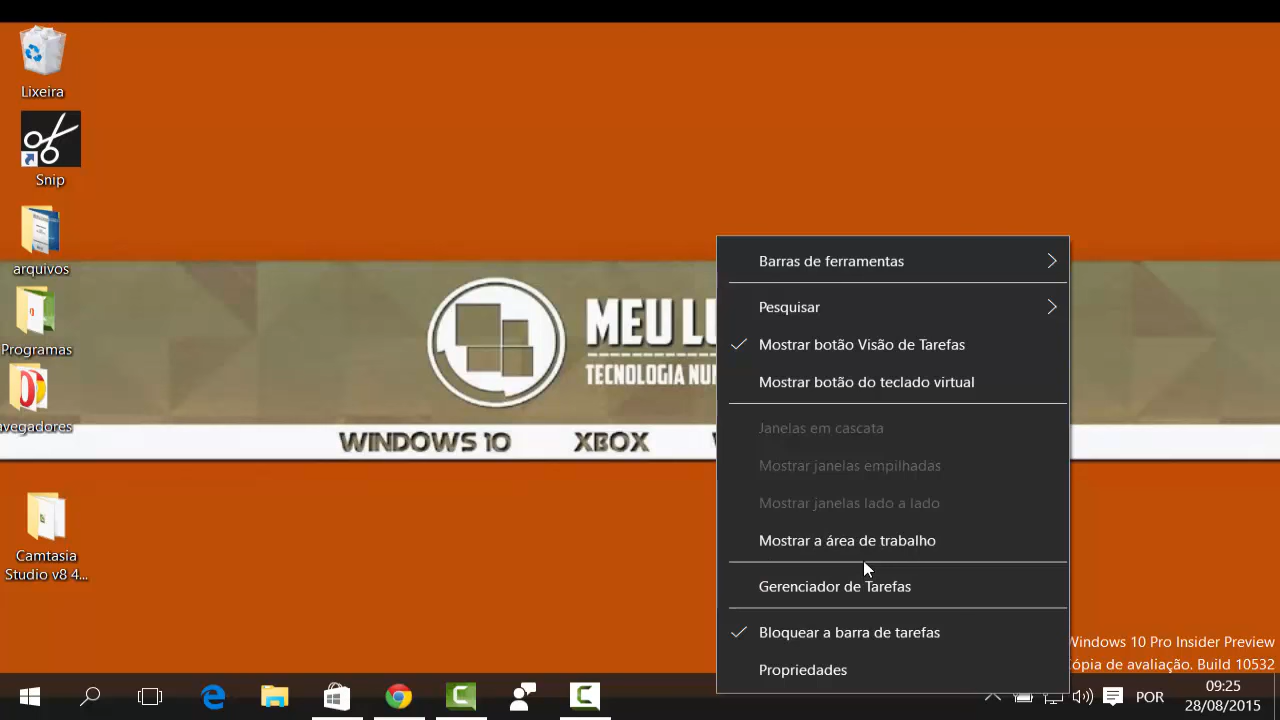 Lixeira
Snip
arquivos
Programas
avegadores
Camtasia
Studio v8 4...
MEU LU
TECNOLOGIA NU
WINDOWS 10 XBOX
Barras de ferramentas
Pesquisar
Mostrar botão Visão de Tarefas
Mostrar botão do teclado virtual
Janelas em cascata
Mostrar janelas empilhadas
Mostrar janelas lado a lado
Mostrar a área de trabalho
Gerenciador de Tarefas
Bloquear a barra de tarefas
Propriedades
Windows 10 Pro Insider Preview
ópia de avaliação. Build 10532
POR
09:25
28/08/2015